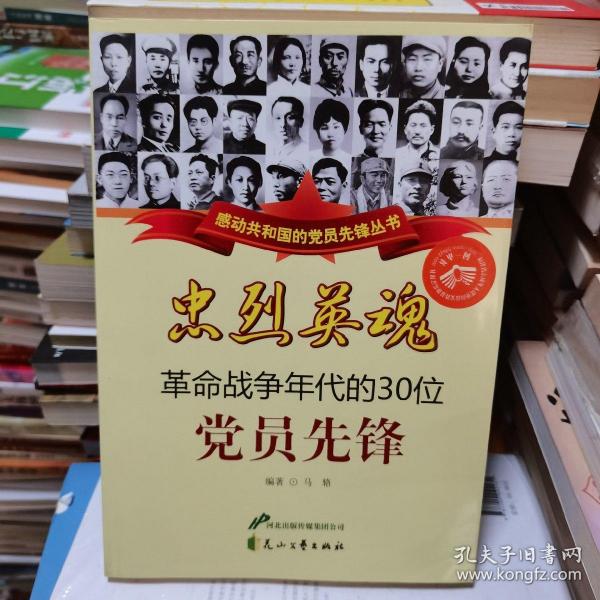 感动共和国的党员先锋丛书
忠烈英魂
革命战争年代的30位
党员先锋
编著⊙马辂
河北出版传媒集团公司
花山文艺出版社
孔夫子旧书网
www.kongfz.com